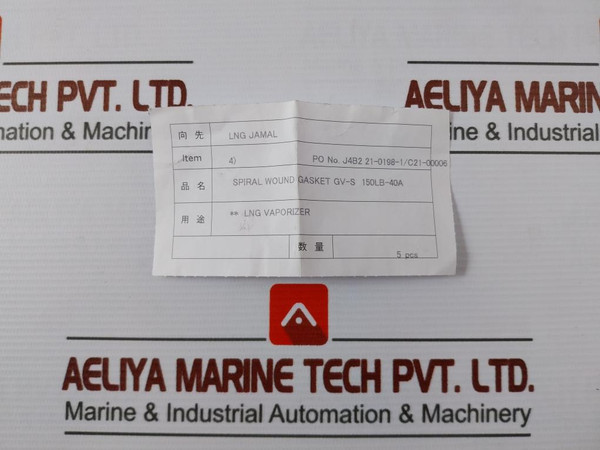 ECH PVT. LTD.
nation & Machin
AELIYA MARIN
ne & Industrial
向先 LNG JAMAL
Item 4) PO No. J4B2 21-0198-1/C21-00006
品名 SPIRAL WOUND GASKET GV-S 150LB-40A
用途 ** LNG VAPORIZER
数量 5 pcs
AELIYA MARINE TECH PVT. LTD.
Marine & Industrial Automation & Machinery